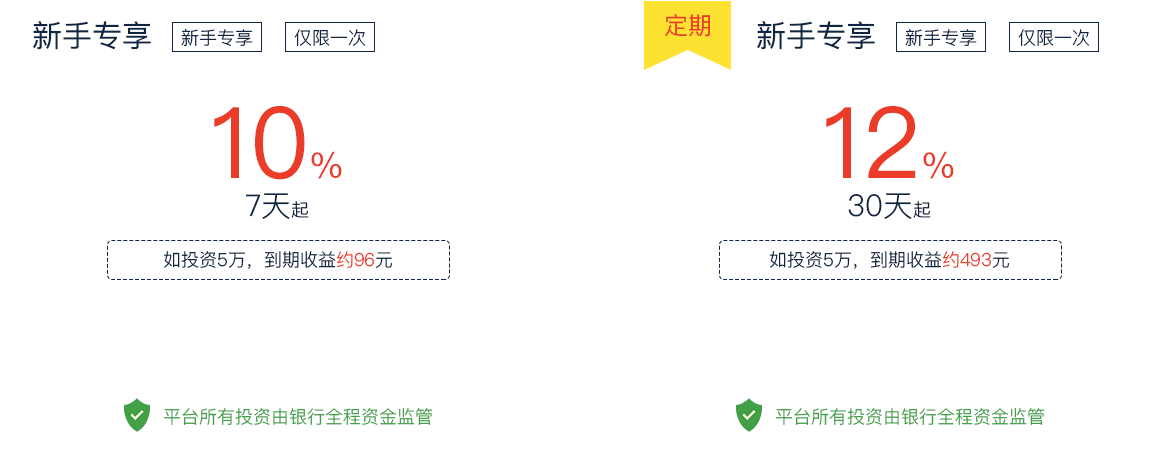 新手专享 新手专享 仅限一次
10%
7天起
如投资5万，到期收益约96元
平台所有投资由银行全程资金监管
定期 新手专享 新手专享 仅限一次
12%
30天起
如投资5万，到期收益约493元
平台所有投资由银行全程资金监管